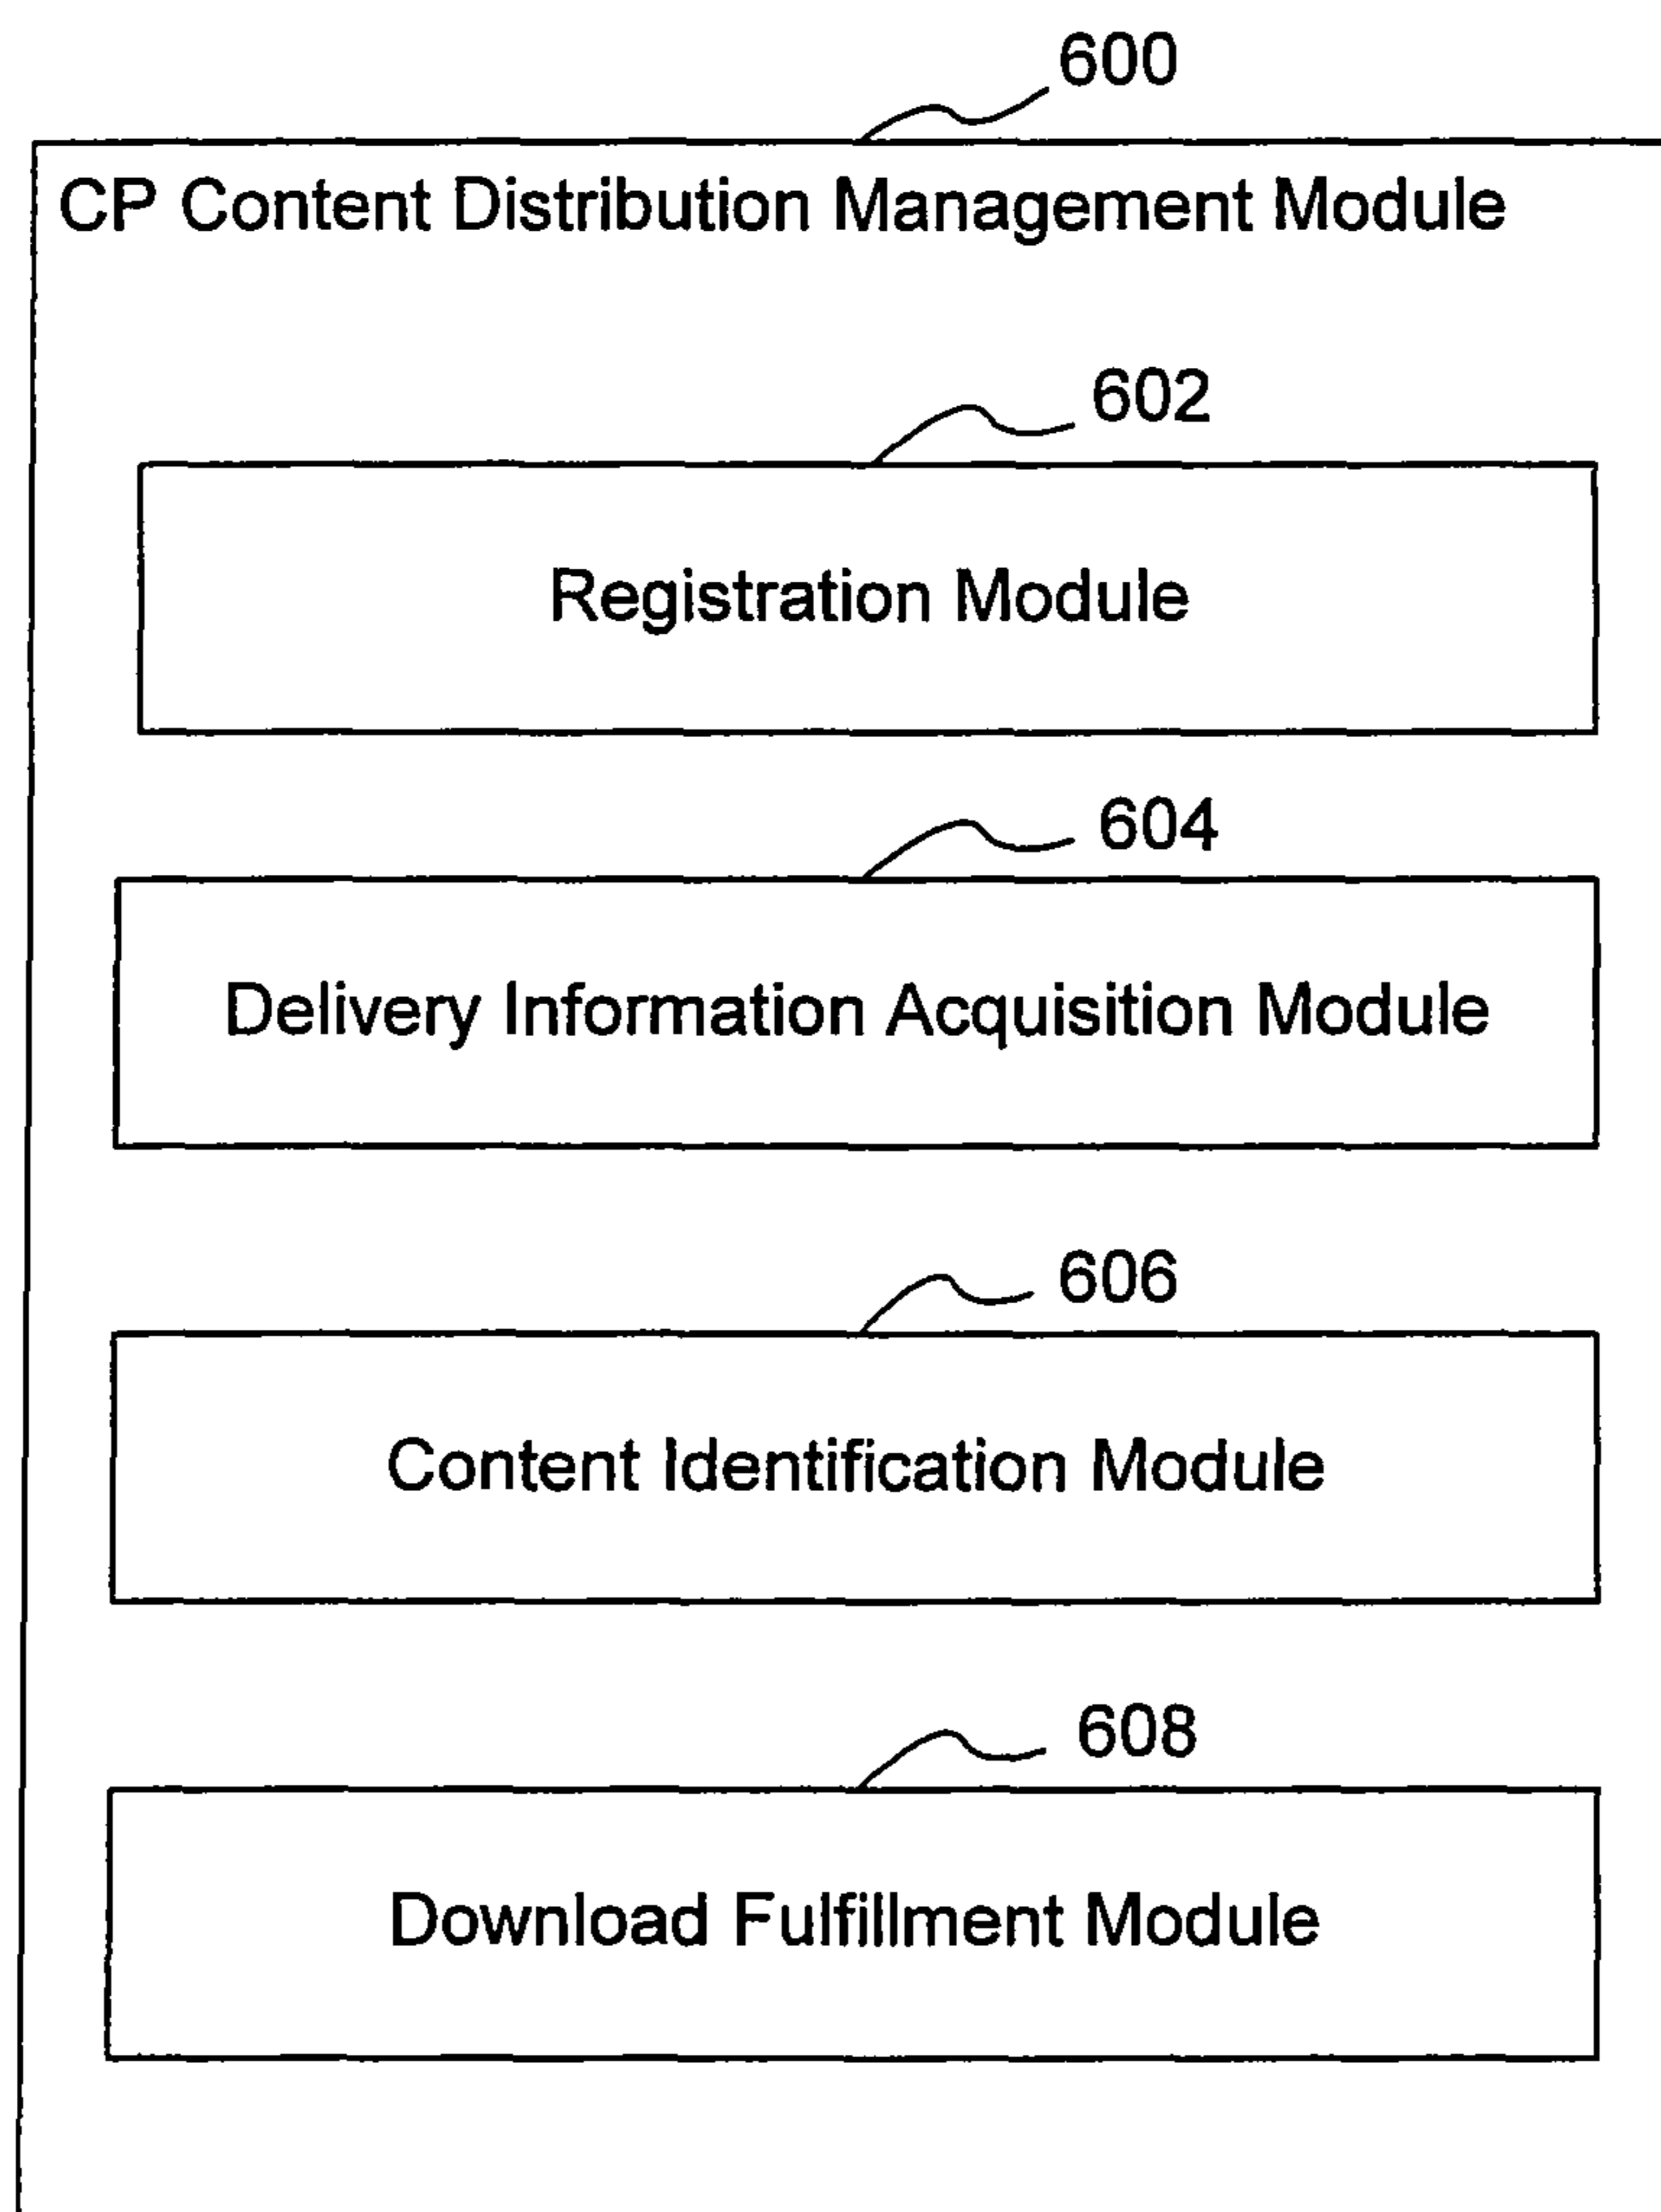 600
CP Content Distribution Management Module
602
Registration Module
604
Delivery Information Acquisition Module
606
Content Identification Module
608
Download Fulfillment Module